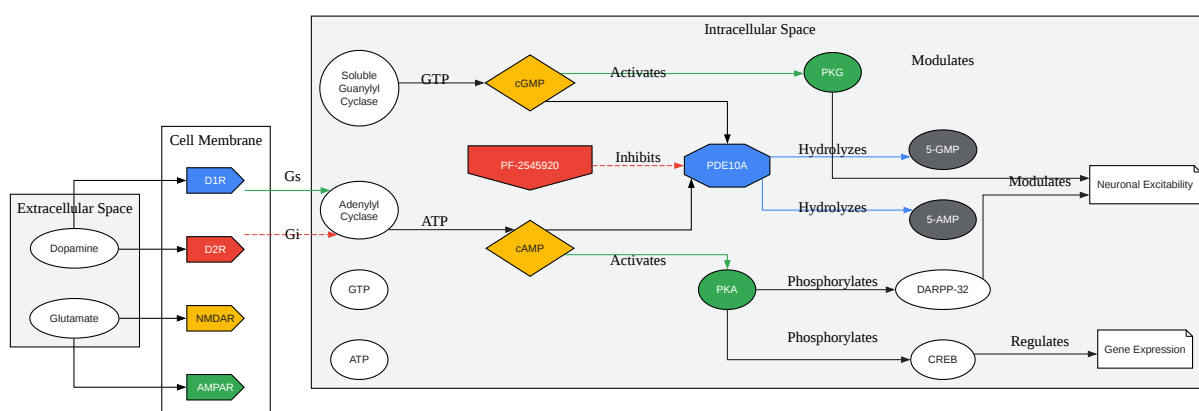 Intracellular Space
Soluble
Guanylyl
Cyclase
GTP
cGMP
Activates
PKG
Modulates
Cell Membrane
PF-2545920
Inhibits
PDE10A
Hydrolyzes
5-GMP
D1R
Gs
Neuronal Excitability
Modulates
Extracellular Space
Adenylyl
Cyclase
ATP
Hydrolyzes
5-AMP
Dopamine
D2R
Gi
cAMP
Activates
GTP
PKA
Phosphorylates
DARPP-32
Glutamate
NMDAR
Phosphorylates
Regulates
Gene Expression
ATP
CREB
AMPAR